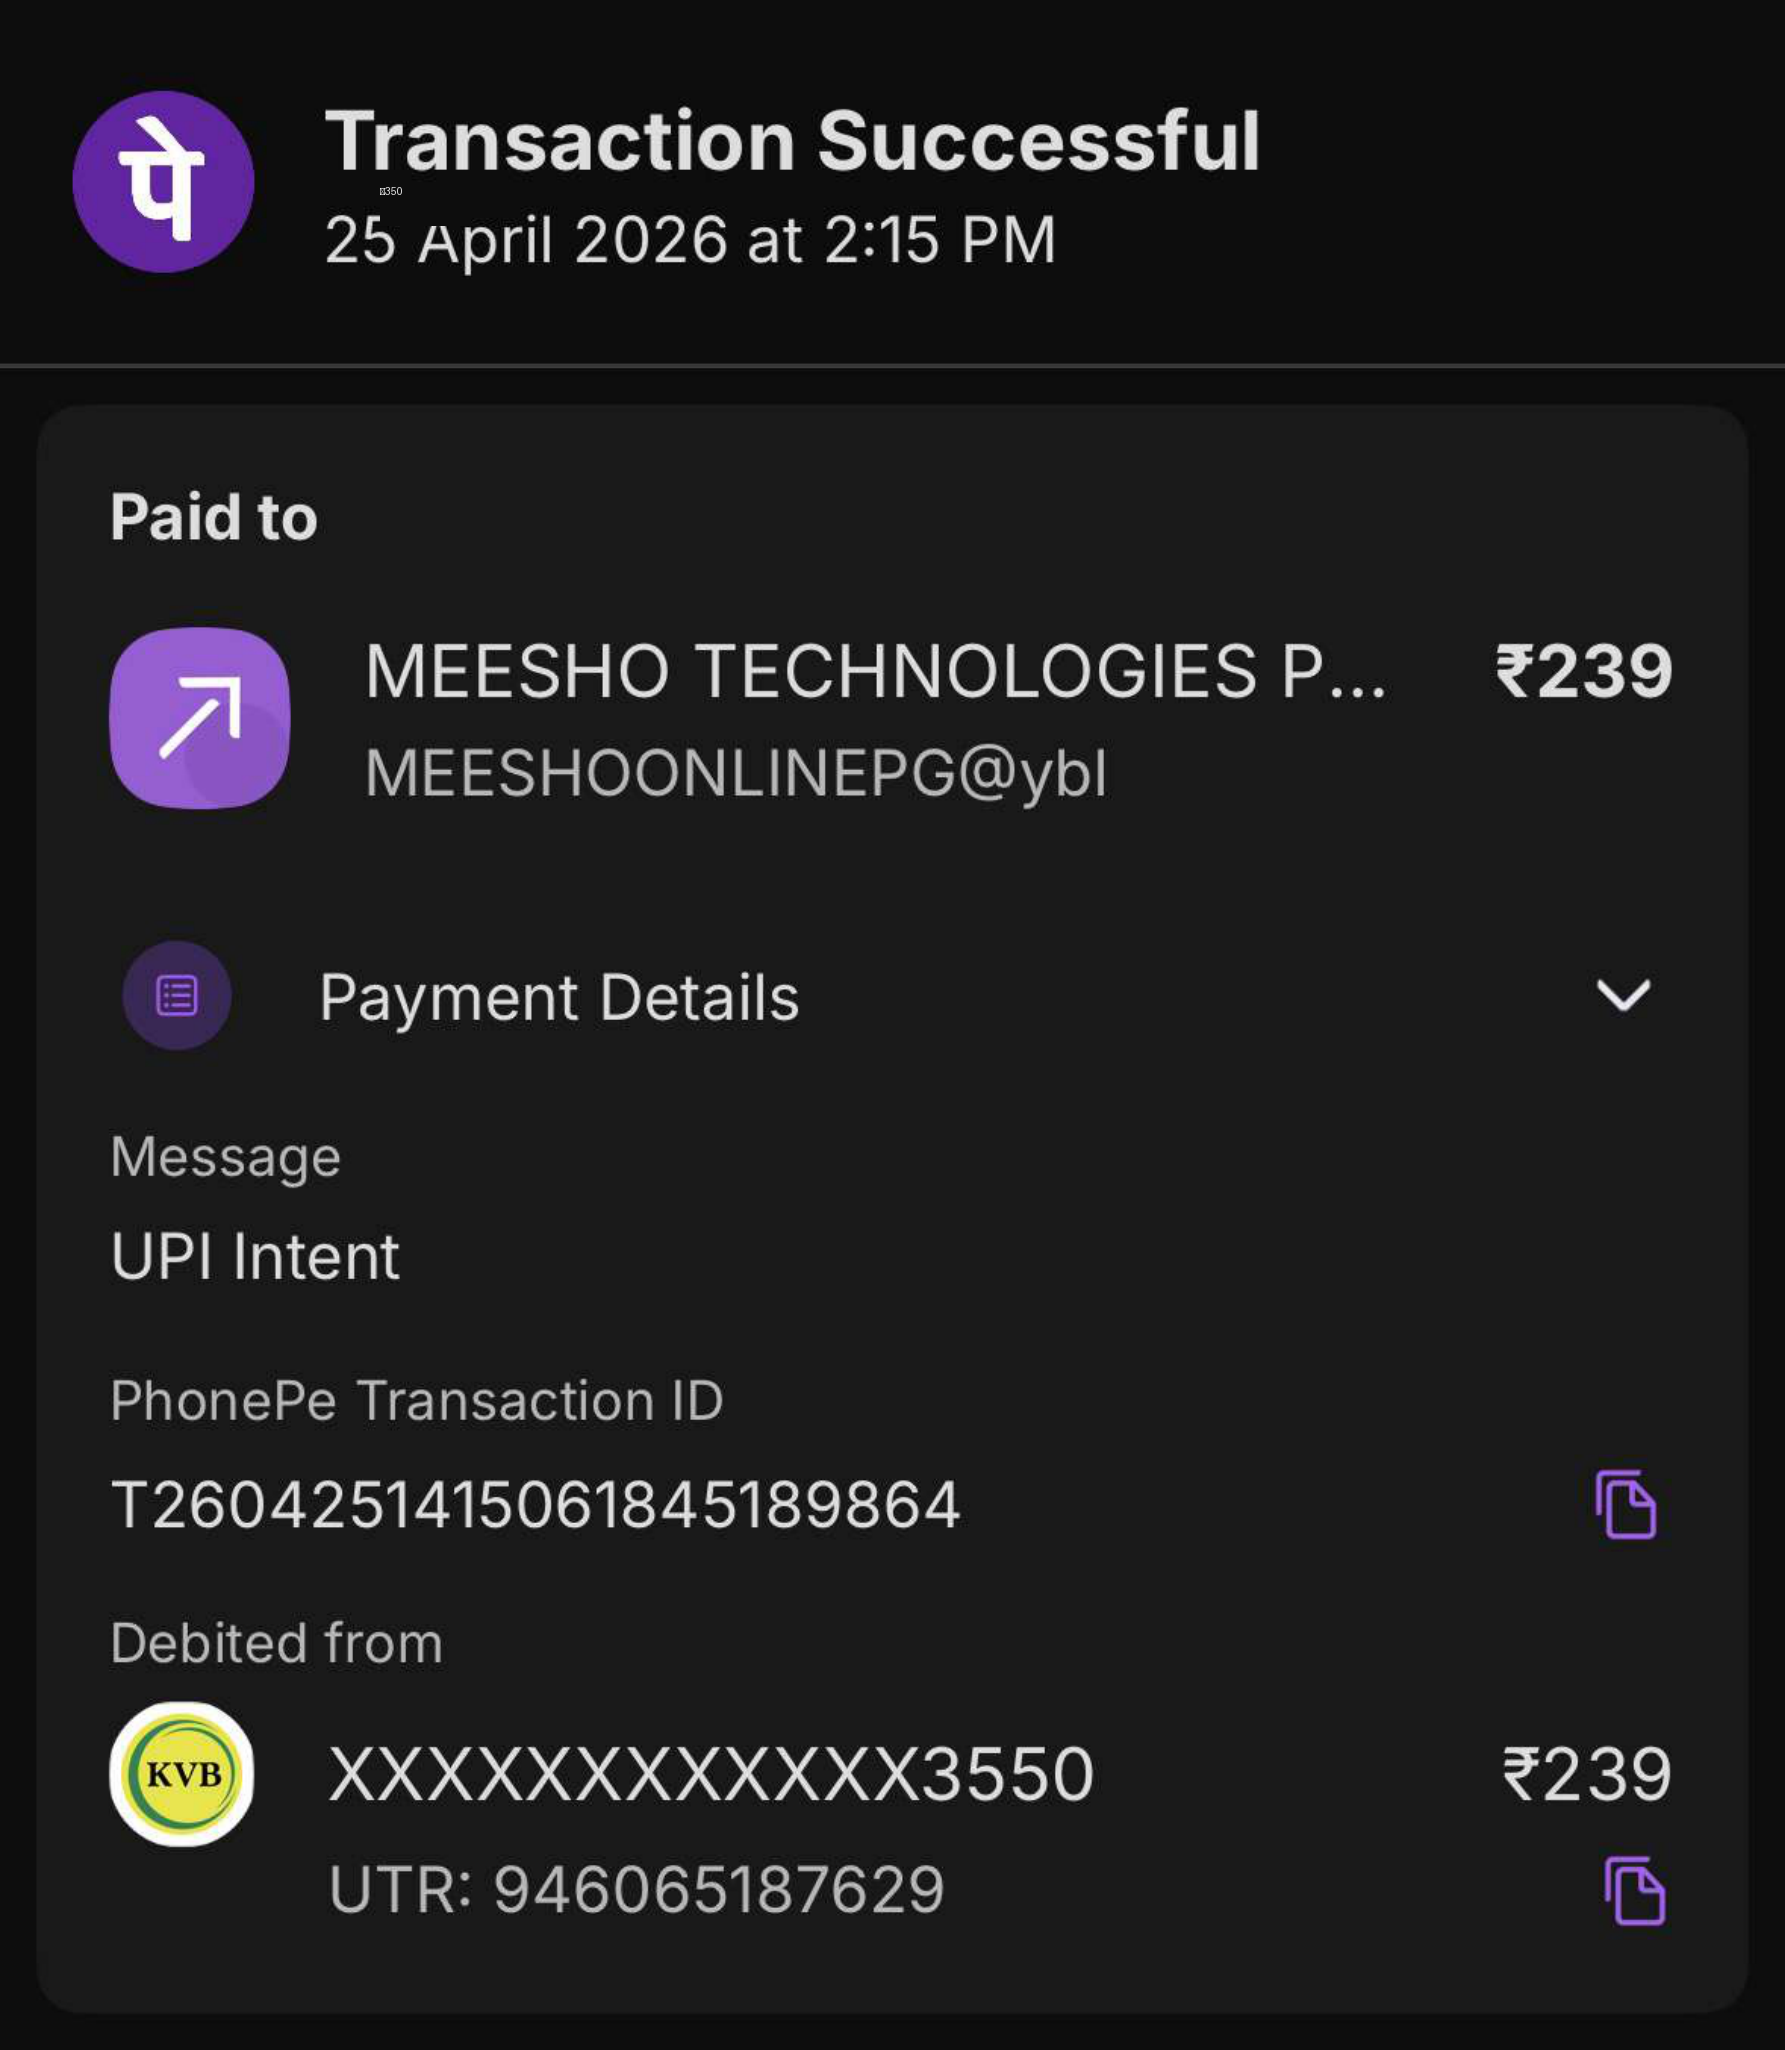 पे
Transaction Successful
350
25 April 2026 at 2:15 PM
Paid to
MEESHO TECHNOLOGIES P... ₹239
MEESHOONLINEPG@ybl
Payment Details
Message
UPI Intent
PhonePe Transaction ID
T2604251415061845189864
Debited from
KVB XXXXXXXXXXXX3550 ₹239
UTR: 946065187629